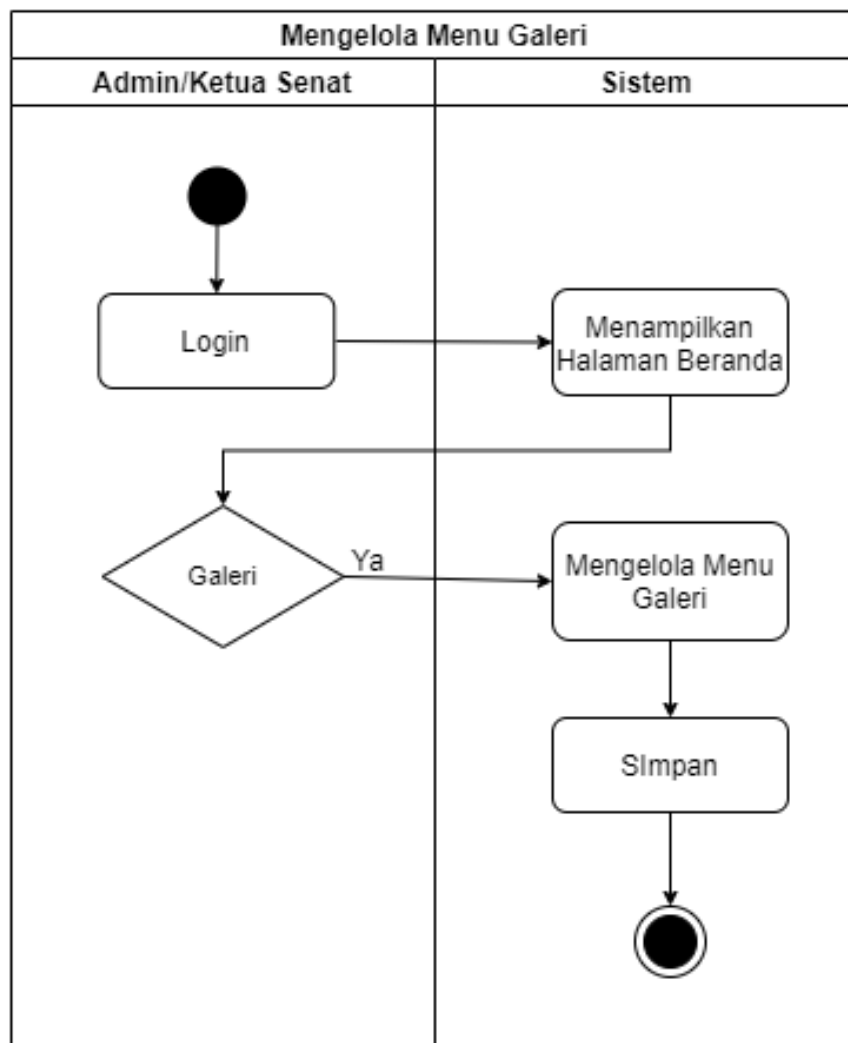 Mengelola Menu Galeri
Admin/Ketua Senat
Sistem
Login
Menampilkan
Halaman Beranda
Galeri
Ya
Mengelola Menu
Galeri
SImpan